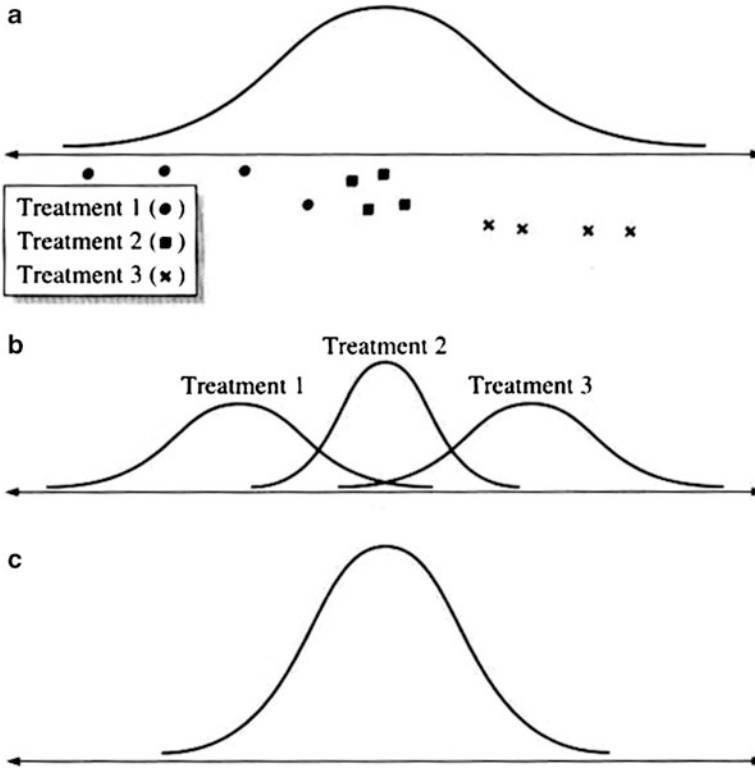 a
Treatment 1 (●)
Treatment 2 (■)
Treatment 3 (×)
b
Treatment 2
Treatment 1 Treatment 3
c